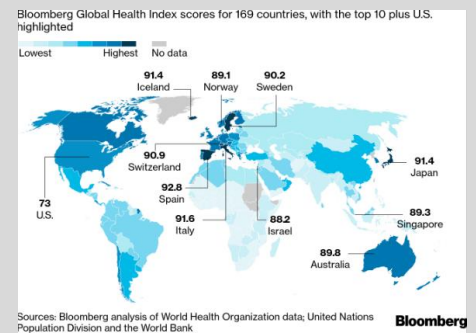 Bloomberg Global Health Index scores for 169 countries, with the top 10 plus U.S.
highlighted
Lowest Highest No data
91.4
Iceland
89.1
Norway
90.2
Sweden
90.9
Switzerland
73
U.S.
92.8
Spain
91.6
Italy
88.2
Israel
91.4
Japan
89.3
Singapore
89.8
Australia
Sources: Bloomberg analysis of World Health Organization data; United Nations
Population Division and the World Bank
Bloomberg